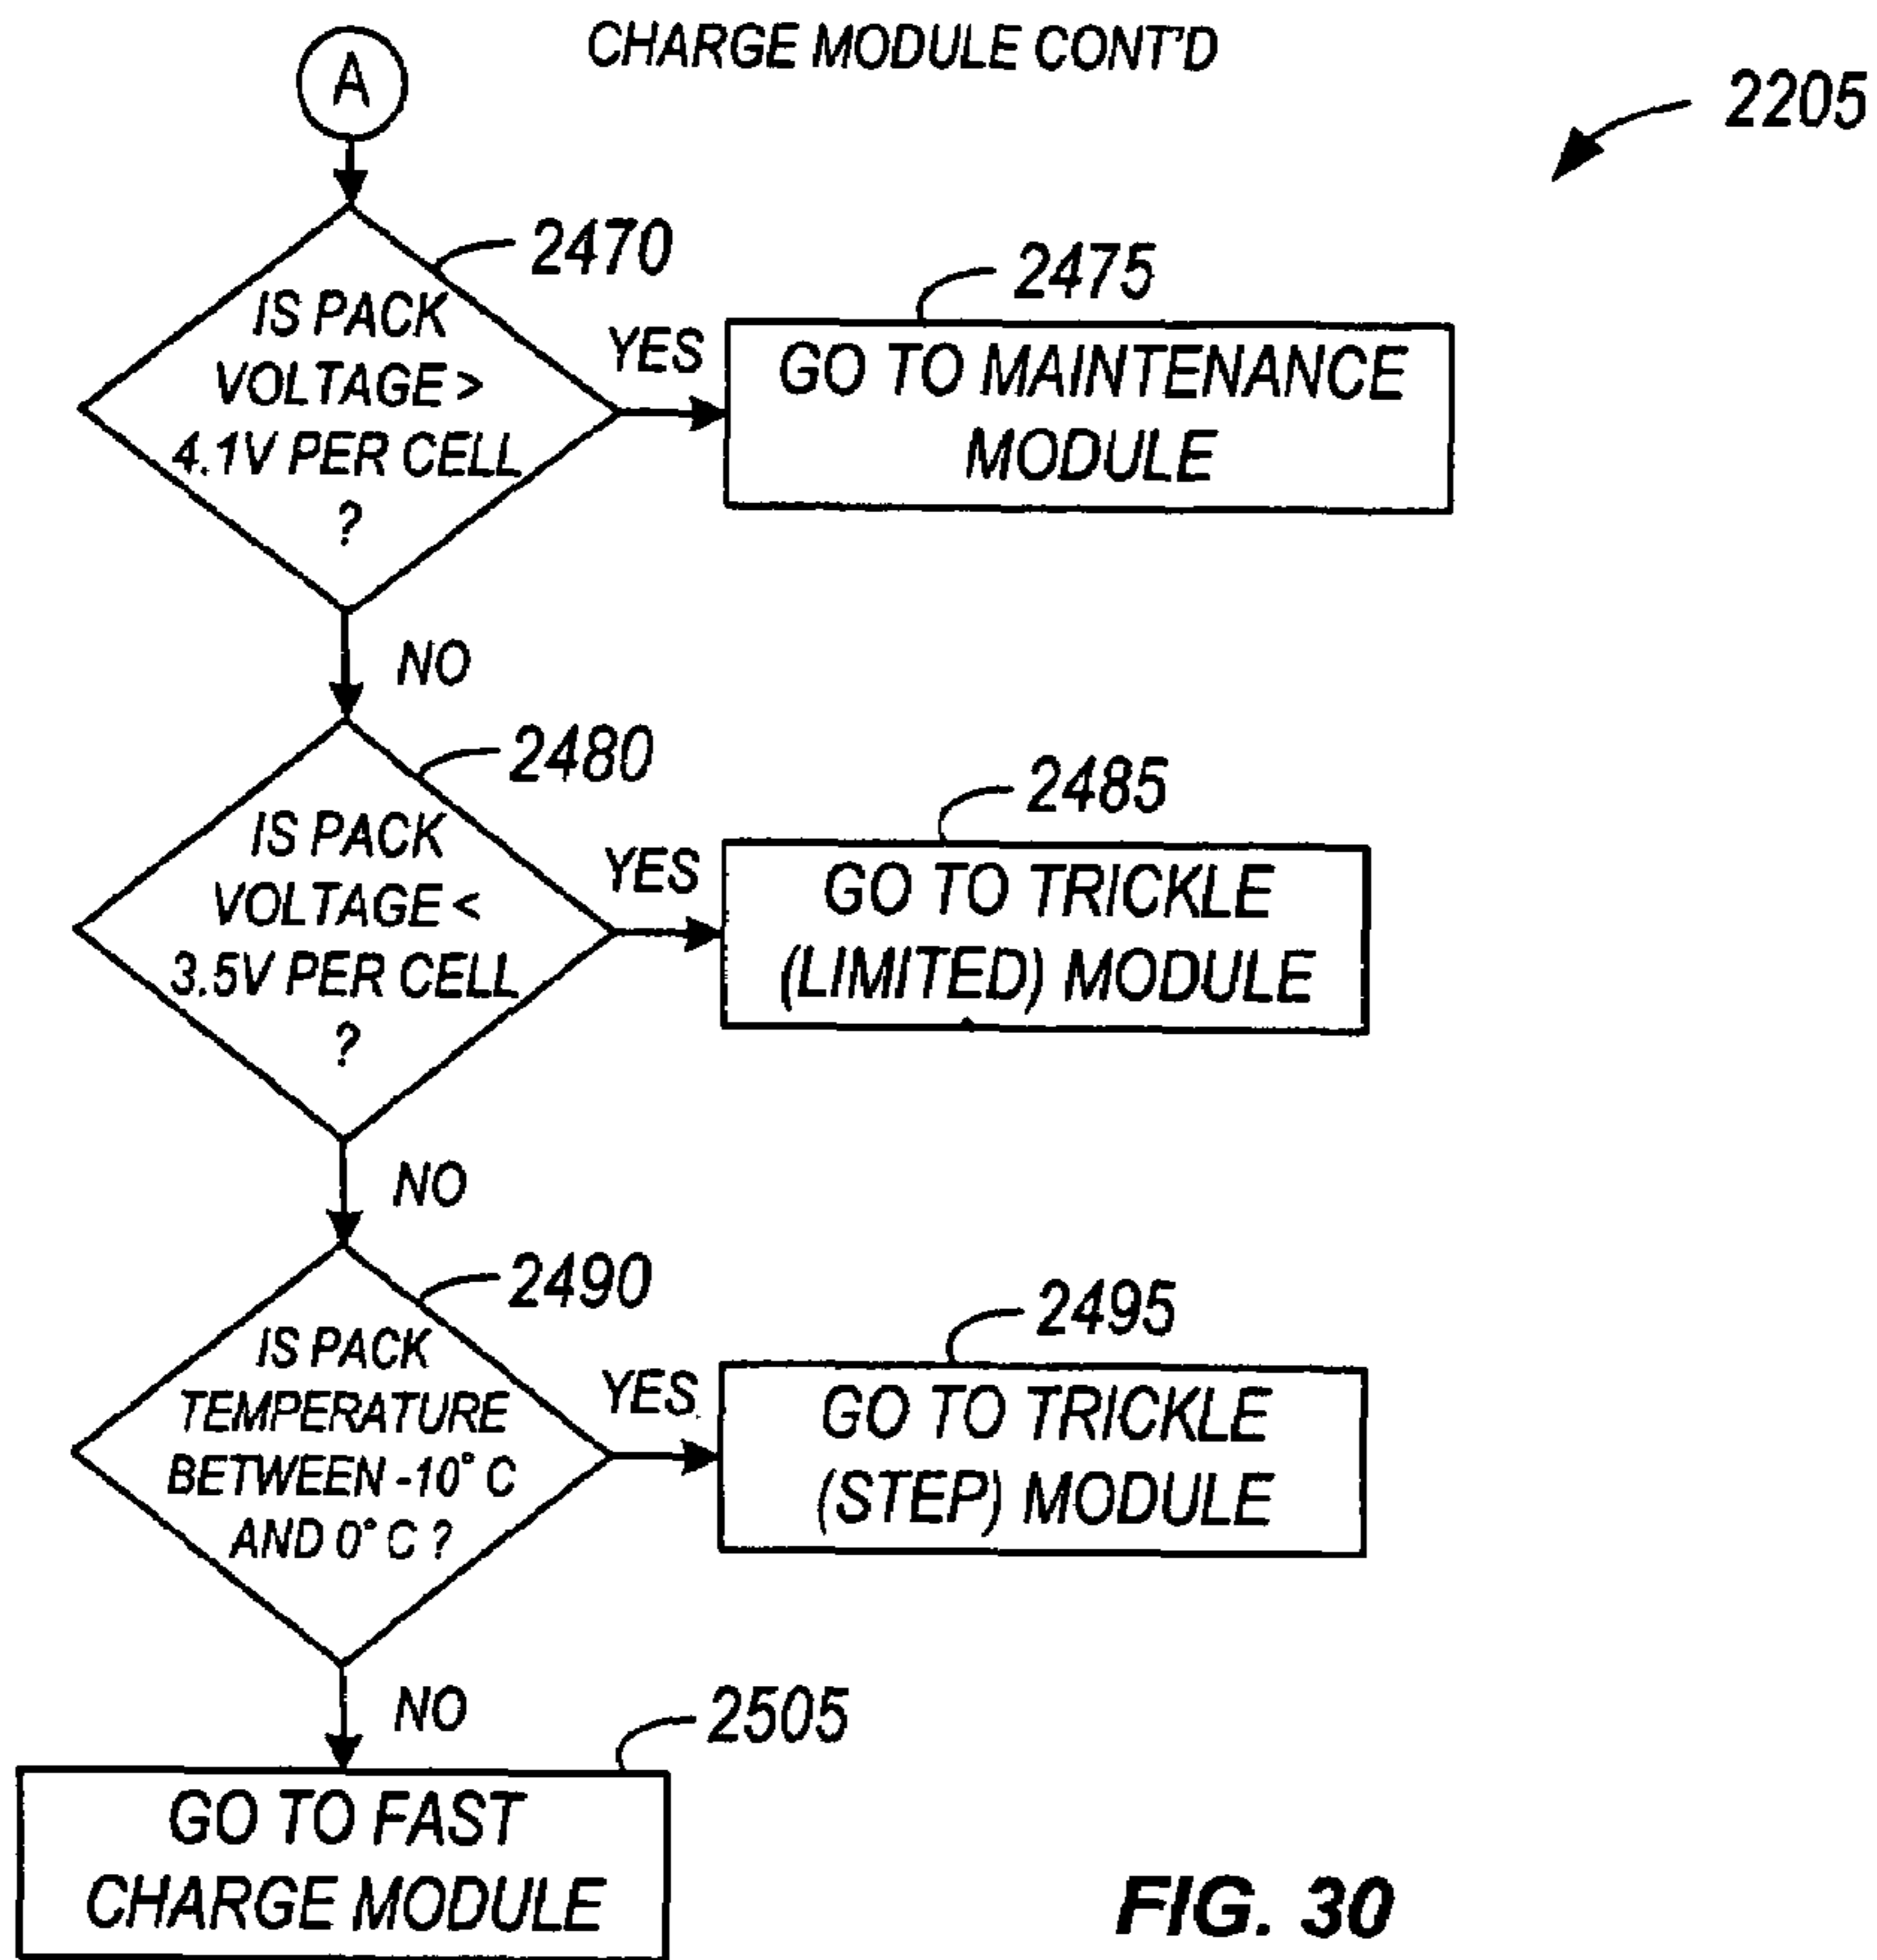 CHARGE MODULE CONT'D
A
2205
2470
IS PACK
VOLTAGE >
4.1V PER CELL
?
YES
2475
GO TO MAINTENANCE
MODULE
NO
2480
IS PACK
VOLTAGE <
3.5V PER CELL
?
YES
2485
GO TO TRICKLE
(LIMITED) MODULE
NO
2490
IS PACK
TEMPERATURE
BETWEEN -10° C
AND 0° C ?
YES
2495
GO TO TRICKLE
(STEP) MODULE
NO
2505
GO TO FAST
CHARGE MODULE
FIG. 30